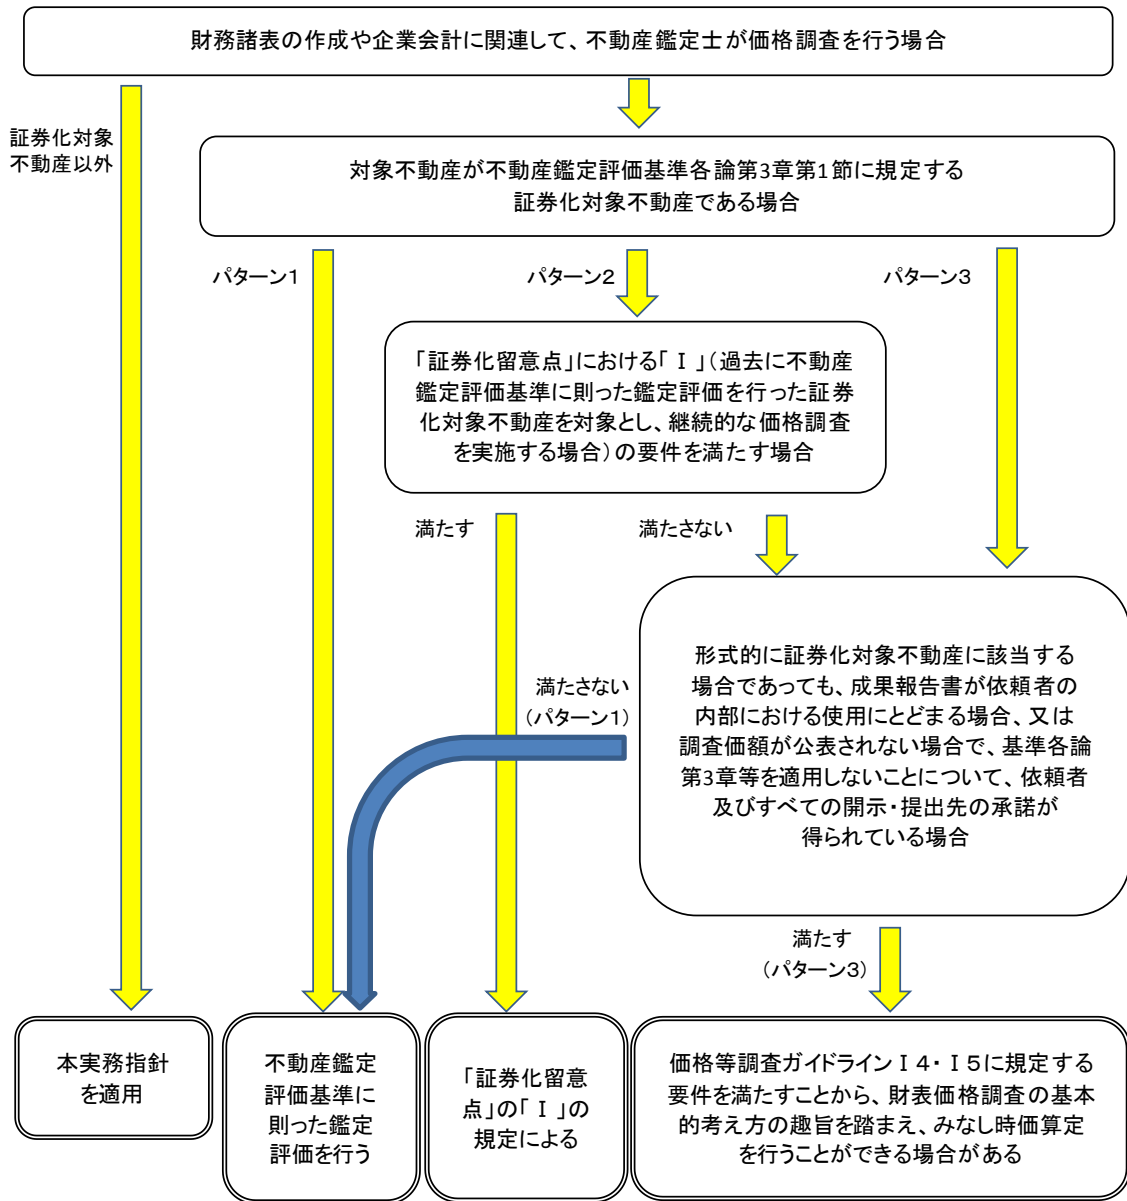 財務諸表の作成や企業会計に関連して、不動産鑑定士が価格調査を行う場合
証券化対象
不動産以外
対象不動産が不動産鑑定評価基準各論第3章第1節に規定する
証券化対象不動産である場合
パターン1
パターン2
パターン3
「証券化留意点」における「Ⅰ」（過去に不動産
鑑定評価基準に則った鑑定評価を行った証券
化対象不動産を対象とし、継続的な価格調査
を実施する場合）の要件を満たす場合
満たす
満たさない
形式的に証券化対象不動産に該当する
場合であっても、成果報告書が依頼者の
内部における使用にとどまる場合、又は
調査価額が公表されない場合で、基準各論
第3章等を適用しないことについて、依頼者
及びすべての開示・提出先の承諾が
得られている場合
満たさない
（パターン1）
満たす
（パターン3）
本実務指針
を適用
不動産鑑定
評価基準に
則った鑑定
評価を行う
「証券化留意
点」の「Ⅰ」の
規定による
価格等調査ガイドラインⅠ4・Ⅰ5に規定する
要件を満たすことから、財表価格調査の基本
的考え方の趣旨を踏まえ、みなし時価算定
を行うことができる場合がある